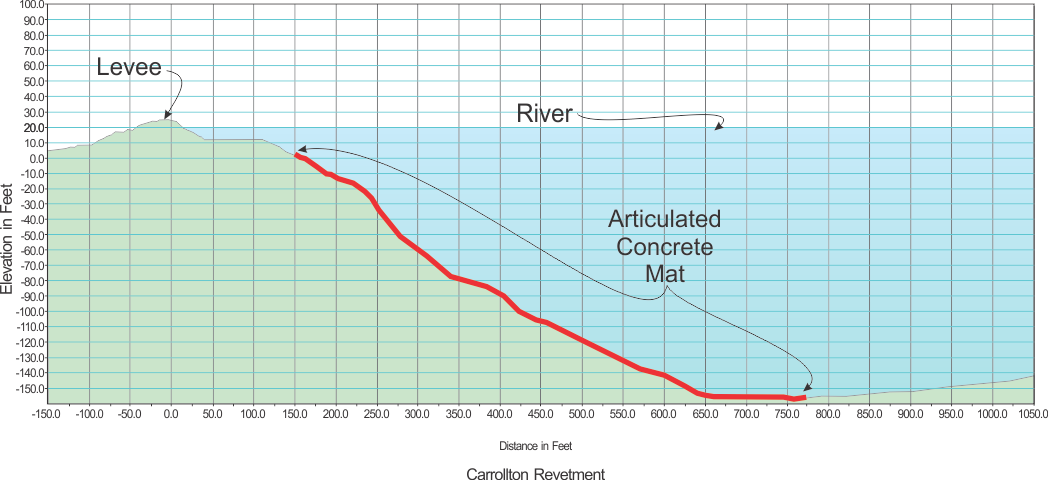 100.0
90.0
80.0
70.0
60.0
50.0
40.0
30.0
20.0
10.0
0.0
-10.0
-20.0
-30.0
-40.0
-50.0
-60.0
-70.0
-80.0
-90.0
-100.0
-110.0
-120.0
-130.0
-140.0
-150.0
Elevation in Feet
Levee
River
Articulated
Concrete
Mat
-150.0 -100.0 -50.0 0.0 50.0 100.0 150.0 200.0 250.0 300.0 350.0 400.0 450.0 500.0 550.0 600.0 650.0 700.0 750.0 800.0 850.0 900.0 950.0 1000.0 1050.0
Distance in Feet
Carrollton Revetment